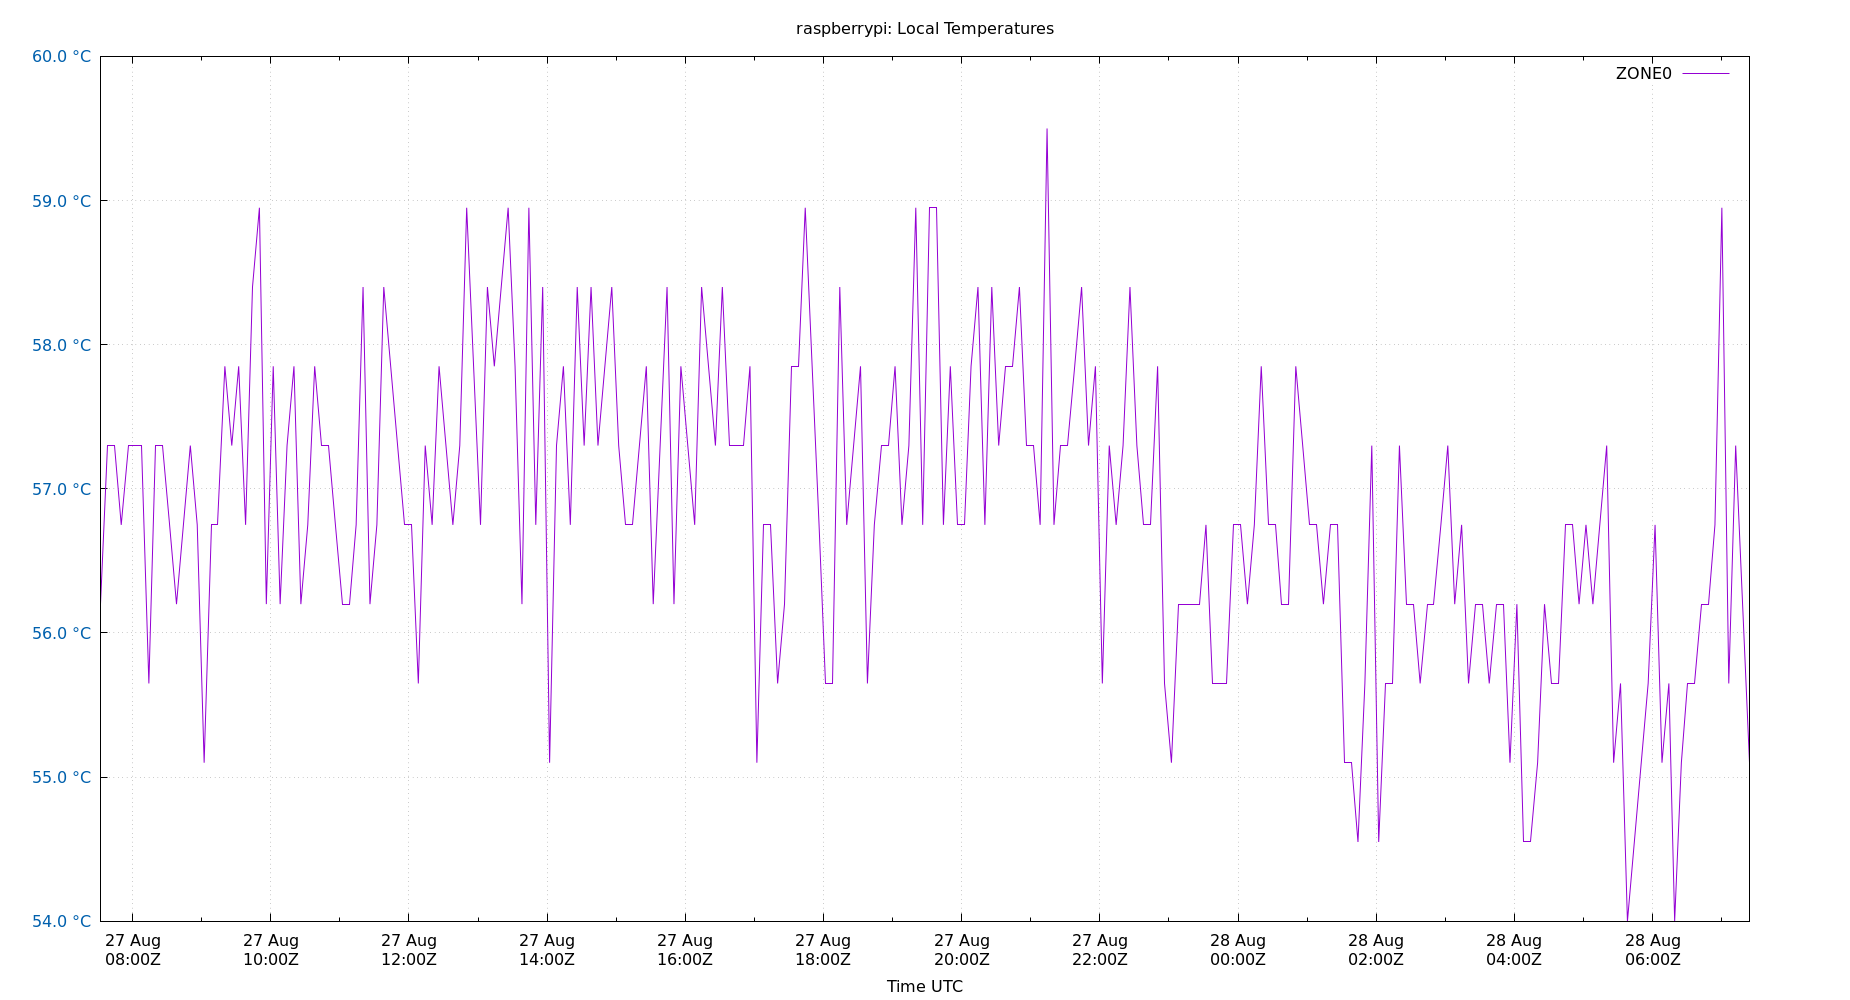 raspberrypi: Local Temperatures
60.0 °C
ZONE0
59.0 °C
58.0 °C
57.0 °C
56.0 °C
55.0 °C
54.0 °C
27 Aug 27 Aug 27 Aug 27 Aug 27 Aug 27 Aug 27 Aug 27 Aug 28 Aug 28 Aug 28 Aug 28 Aug
08:00Z 10:00Z 12:00Z 14:00Z 16:00Z 18:00Z 20:00Z 22:00Z 00:00Z 02:00Z 04:00Z 06:00Z
Time UTC